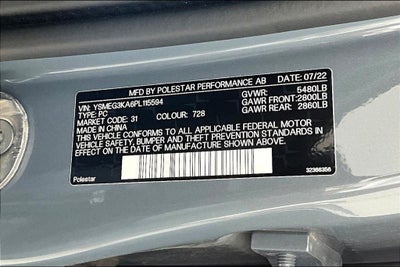 MFD BY POLESTAR PERFORMANCE AB DATE: 07/22
VIN: YSMEG3KA6PL115594 GVWR: 5480LB
TYPE: PC GAWR FRONT: 2800LB
MARKET: 31 COLOUR: 728 GAWR REAR: 2860LB
MADE IN CHINA
VEHICLE CONFORMS TO ALL APPLICABLE FEDERAL MOTOR
VEHICLE SAFETY, BUMPER AND THEFT PREVENTION STANDARDS IN
EFFECT ON THE DATE OF MANUFACTURE SHOWN ABOVE.
Polestar 32366356